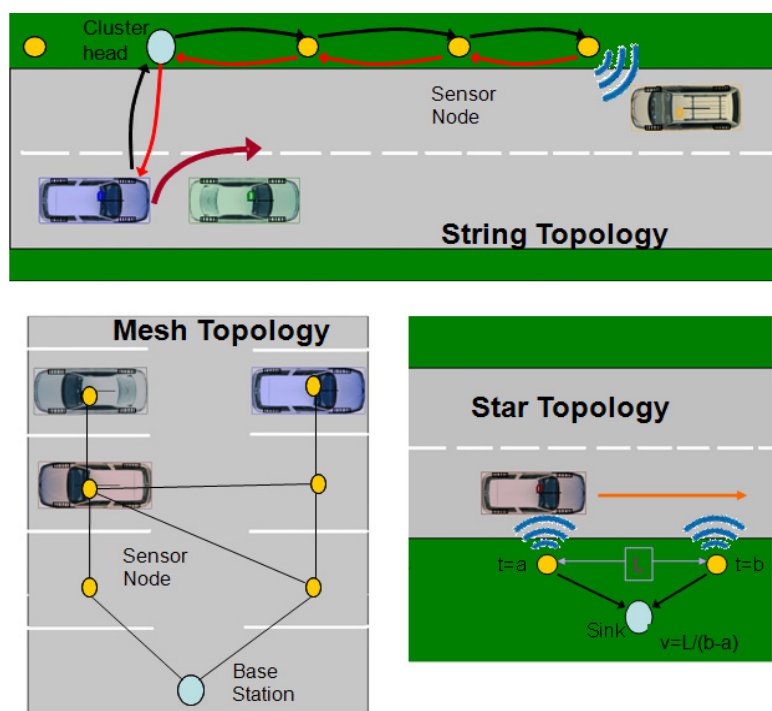 Cluster
head
Sensor
Node
String Topology
Mesh Topology
Sensor
Node
Base
Station
Star Topology
t=a
L
t=b
Sink
v=L/(b-a)